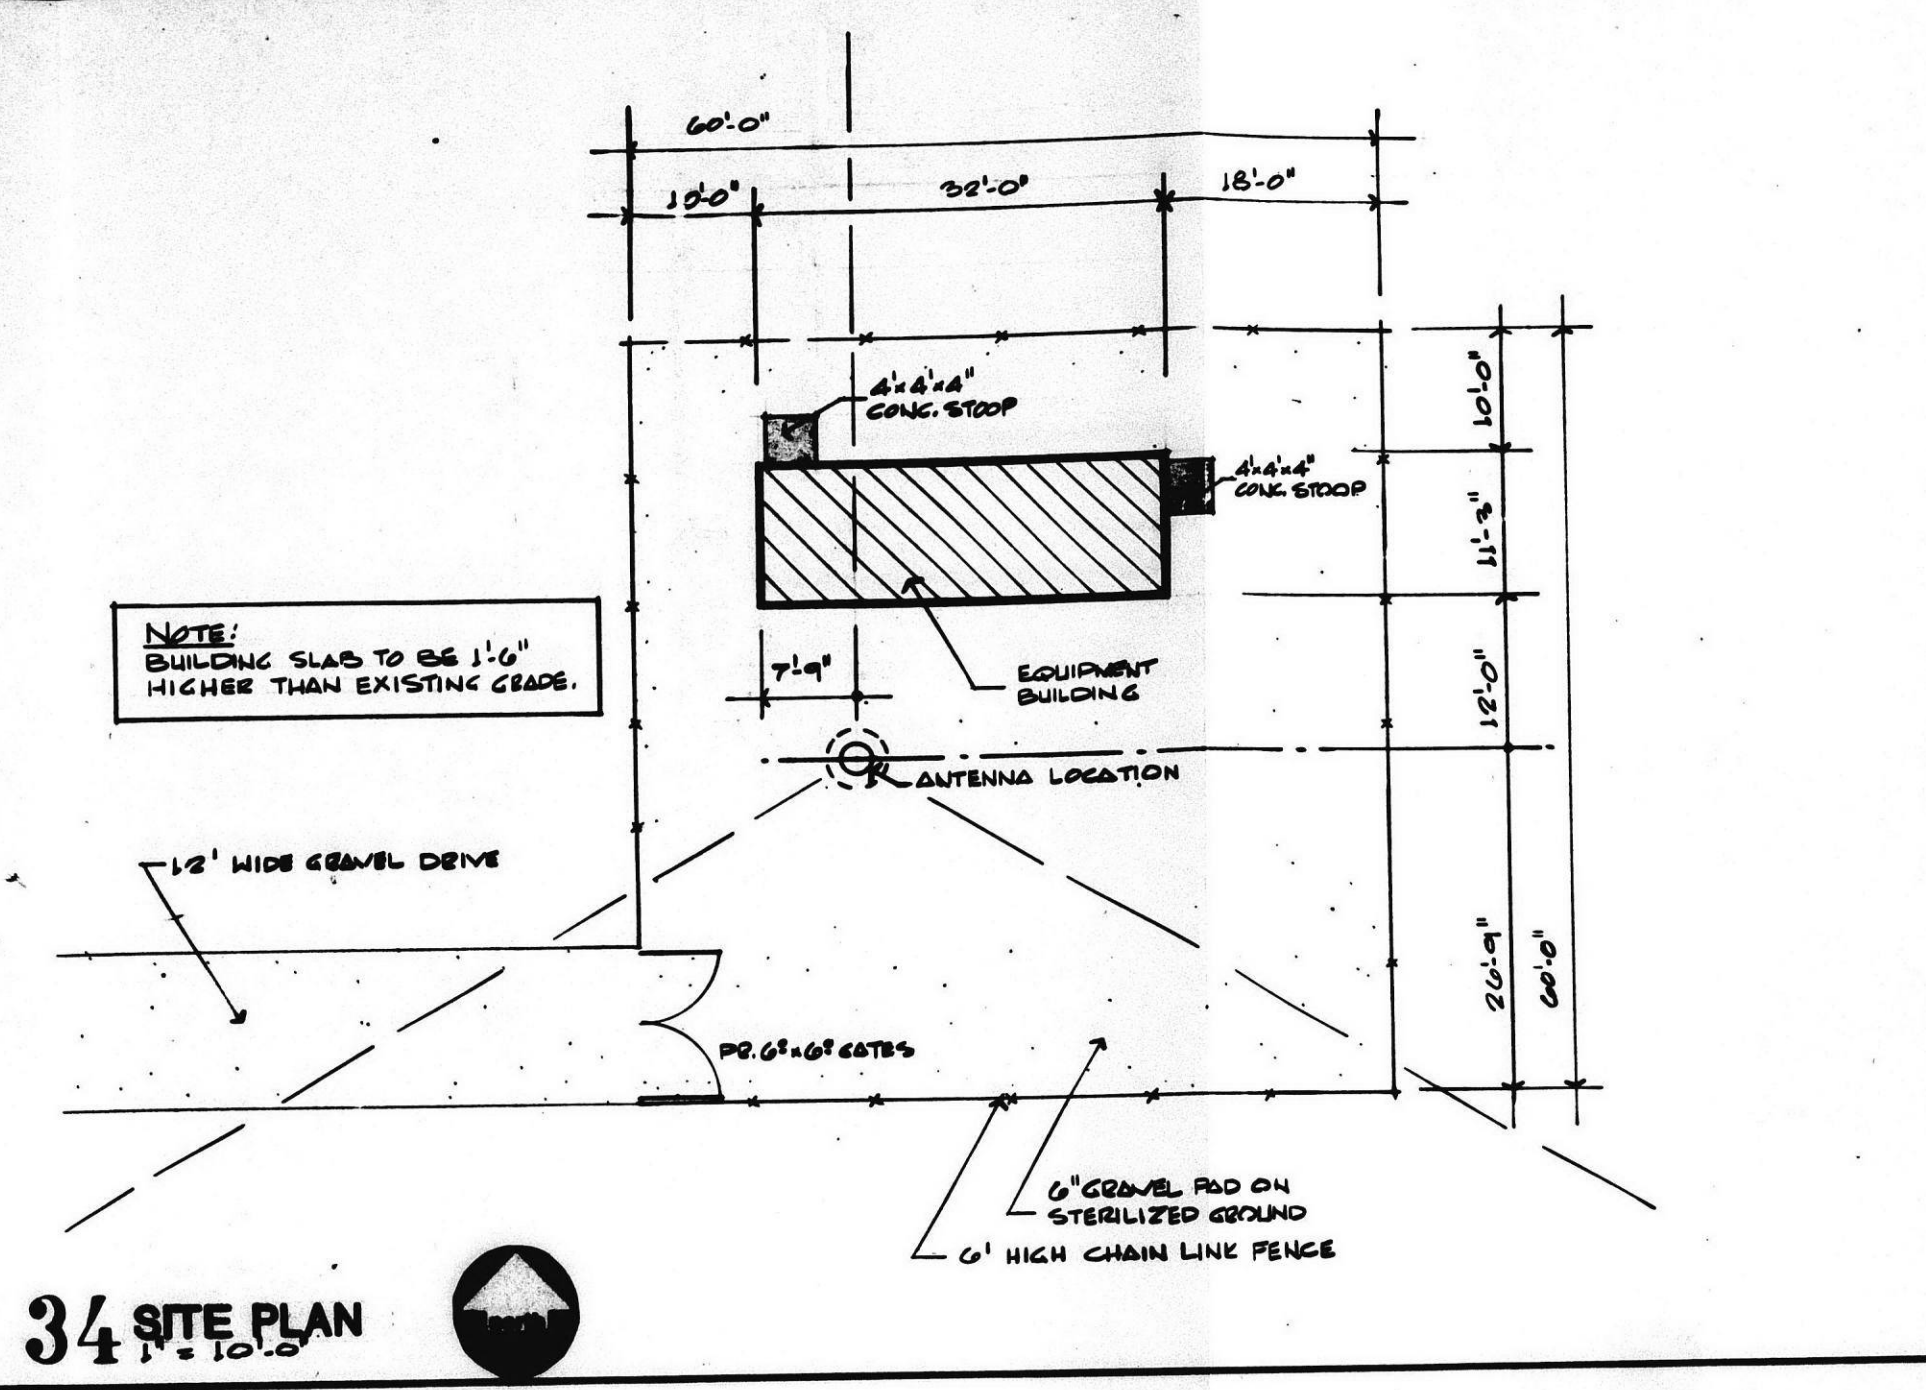 60'-0"
10'-0"
32'-0"
18'-0"
4'x4'x4"
CONC. STOOP
4'x4'x4"
CONC. STOOP
10'-0"
11'-3"
NOTE:
BUILDING SLAB TO BE 1'-6"
HIGHER THAN EXISTING GRADE.
7'-9"
EQUIPMENT
BUILDING
12'-0"
ANTENNA LOCATION
12' WIDE GRAVEL DRIVE
26'-9"
60'-0"
PR. 6⁰x6⁰ GATES
6" GRAVEL PAD ON
STERILIZED GROUND
6' HIGH CHAIN LINK FENCE
34 SITE PLAN
1" = 10'-0"
north